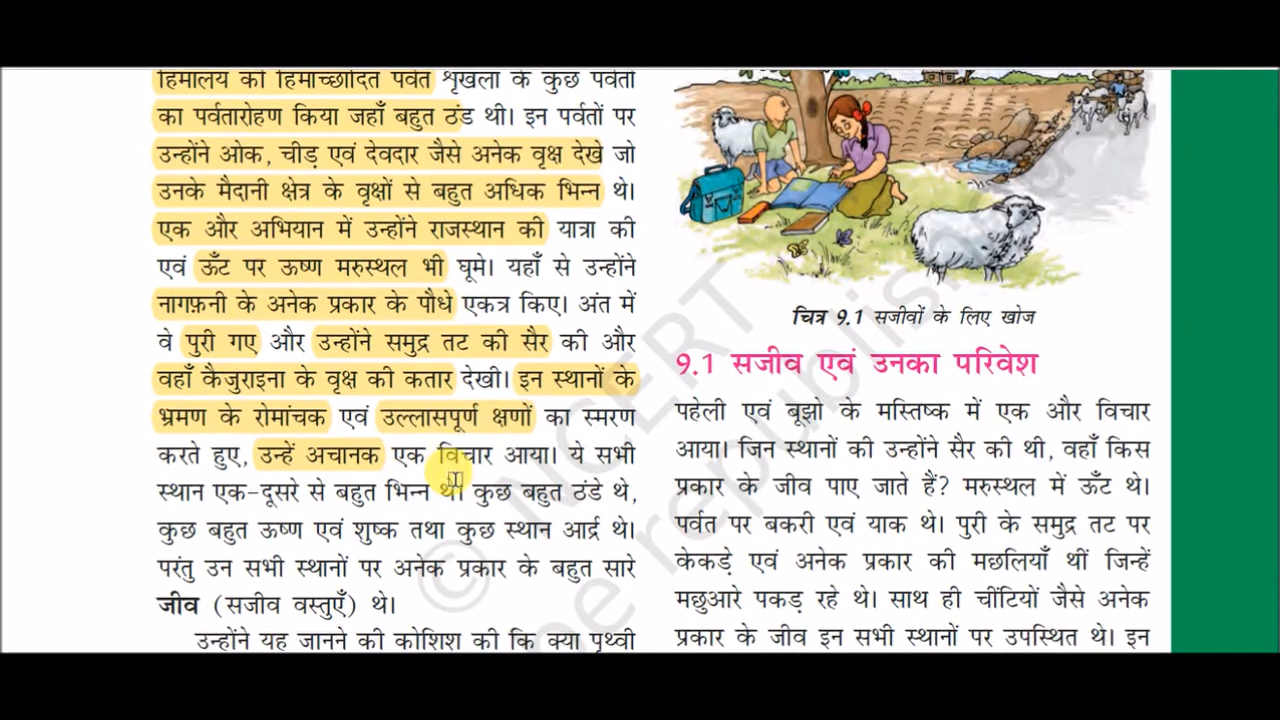 हिमालय की हिमाच्छादित पर्वत शृंखला के कुछ पर्वतों
का पर्वतारोहण किया जहाँ बहुत ठंड थी। इन पर्वतों पर
उन्होंने ओक, चीड़ एवं देवदार जैसे अनेक वृक्ष देखे जो
उनके मैदानी क्षेत्र के वृक्षों से बहुत अधिक भिन्न थे।
एक और अभियान में उन्होंने राजस्थान की यात्रा की
एवं ऊँट पर ऊष्ण मरुस्थल भी घूमे। यहाँ से उन्होंने
नागफ़नी के अनेक प्रकार के पौधे एकत्र किए। अंत में
वे पुरी गए और उन्होंने समुद्र तट की सैर की और
वहाँ कैजुराइना के वृक्ष की कतार देखी। इन स्थानों के
भ्रमण के रोमांचक एवं उल्लासपूर्ण क्षणों का स्मरण
करते हुए, उन्हें अचानक एक विचार आया। ये सभी
स्थान एक-दूसरे से बहुत भिन्न थे। कुछ बहुत ठंडे थे,
कुछ बहुत ऊष्ण एवं शुष्क तथा कुछ स्थान आर्द्र थे।
परंतु उन सभी स्थानों पर अनेक प्रकार के बहुत सारे
जीव (सजीव वस्तुएँ) थे।
उन्होंने यह जानने की कोशिश की कि क्या पृथ्वी
चित्र 9.1 सजीवों के लिए खोज
9.1 सजीव एवं उनका परिवेश
पहेली एवं बूझो के मस्तिष्क में एक और विचार
आया। जिन स्थानों की उन्होंने सैर की थी, वहाँ किस
प्रकार के जीव पाए जाते हैं? मरुस्थल में ऊँट थे।
पर्वत पर बकरी एवं याक थे। पुरी के समुद्र तट पर
केकड़े एवं अनेक प्रकार की मछलियाँ थीं जिन्हें
मछुआरे पकड़ रहे थे। साथ ही चींटियों जैसे अनेक
प्रकार के जीव इन सभी स्थानों पर उपस्थित थे। इन
© NCERT
be republished